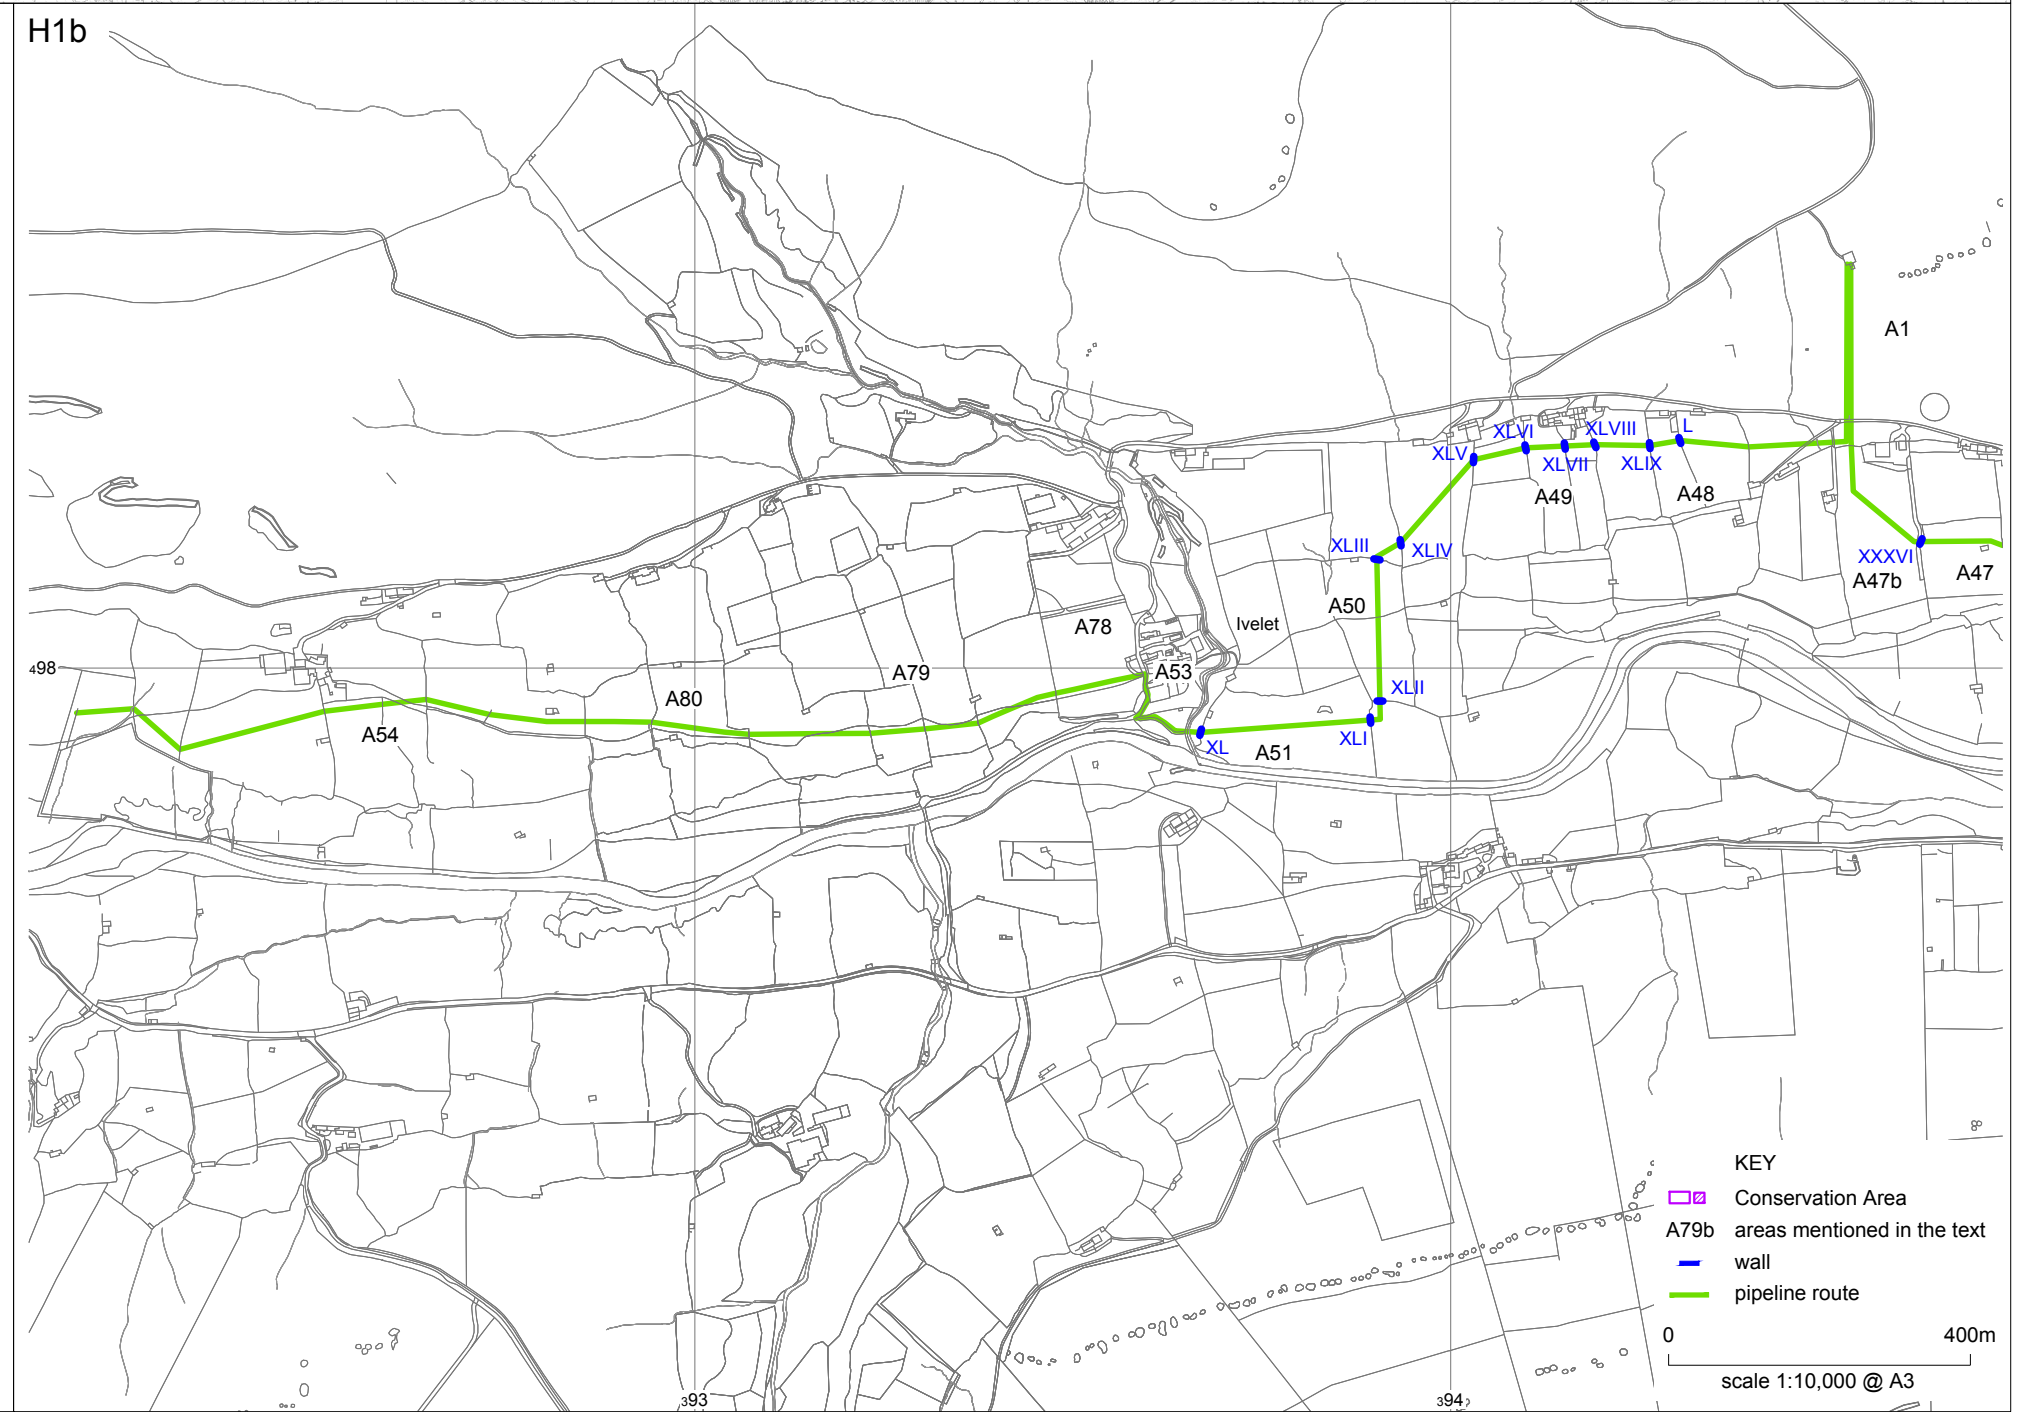 H1b
A1
XLVI
XLVIII
L
XLV
XLVII
XLIX
A49
A48
XLIII
XLIV
XXXVI
A47b
A47
A50
Ivelet
A78
498
A79
A53
A80
XLII
A54
XL
A51
XLI
KEY
Conservation Area
A79b areas mentioned in the text
wall
pipeline route
0 400m
scale 1:10,000 @ A3
393
394